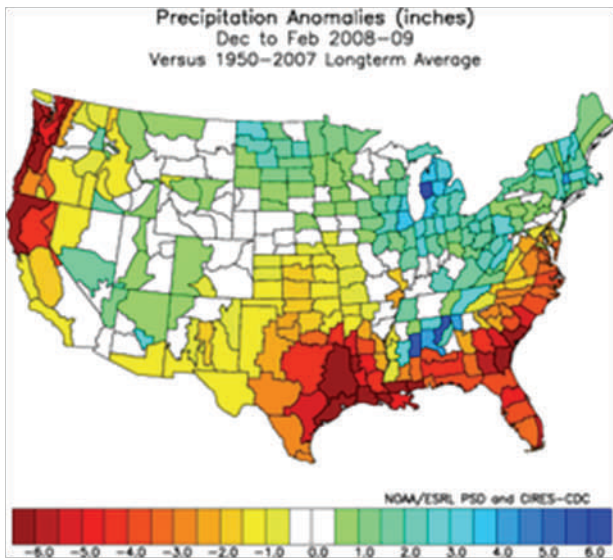 Precipitation Anomalies (inches)
Dec to Feb 2008-09
Versus 1950-2007 Longterm Average
NOAA/ESRL PSD and CIRES-CDC
-6.0 -5.0 -4.0 -3.0 -2.0 -1.0 0.0 1.0 2.0 3.0 4.0 5.0 6.0